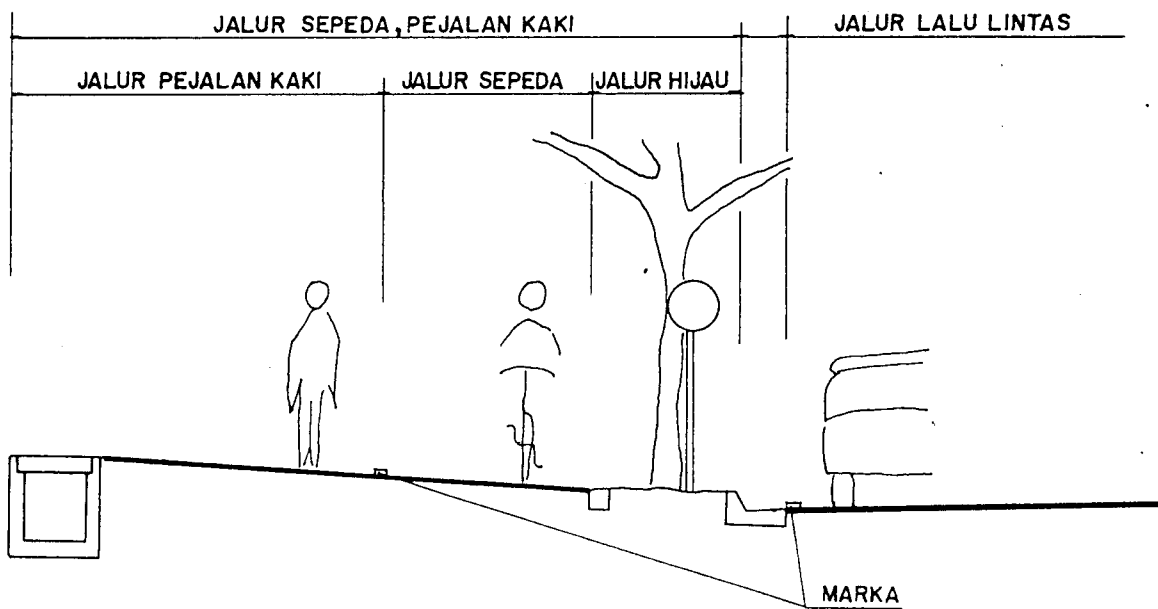 JALUR SEPEDA, PEJALAN KAKI
JALUR LALU LINTAS
JALUR PEJALAN KAKI
JALUR SEPEDA
JALUR HIJAU
MARKA